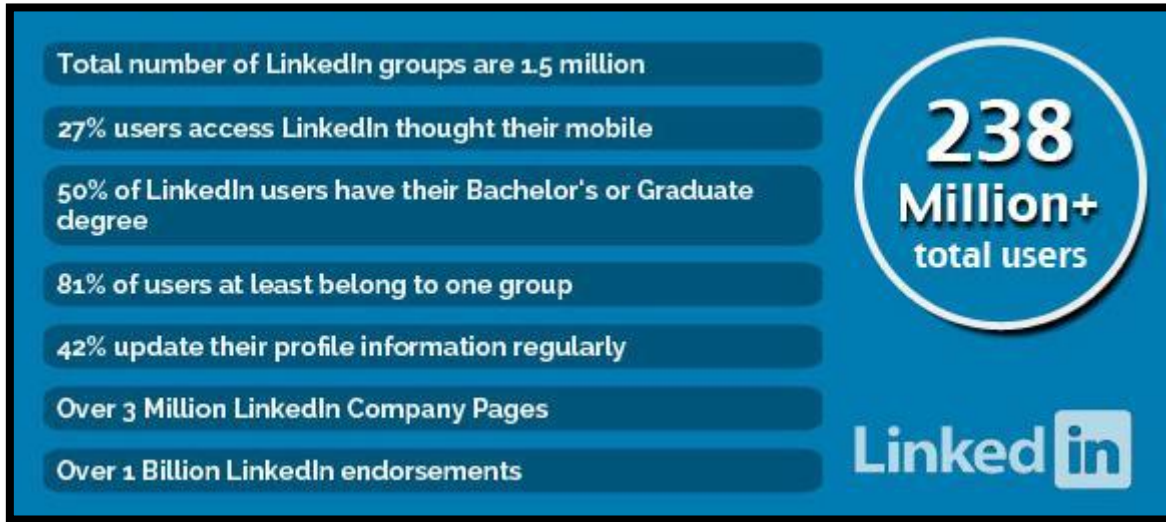 Total number of LinkedIn groups are 1.5 million
27% users access LinkedIn thought their mobile
50% of LinkedIn users have their Bachelor's or Graduate
degree
81% of users at least belong to one group
42% update their profile information regularly
Over 3 Million LinkedIn Company Pages
Over 1 Billion LinkedIn endorsements
238
Million+
total users
Linked in